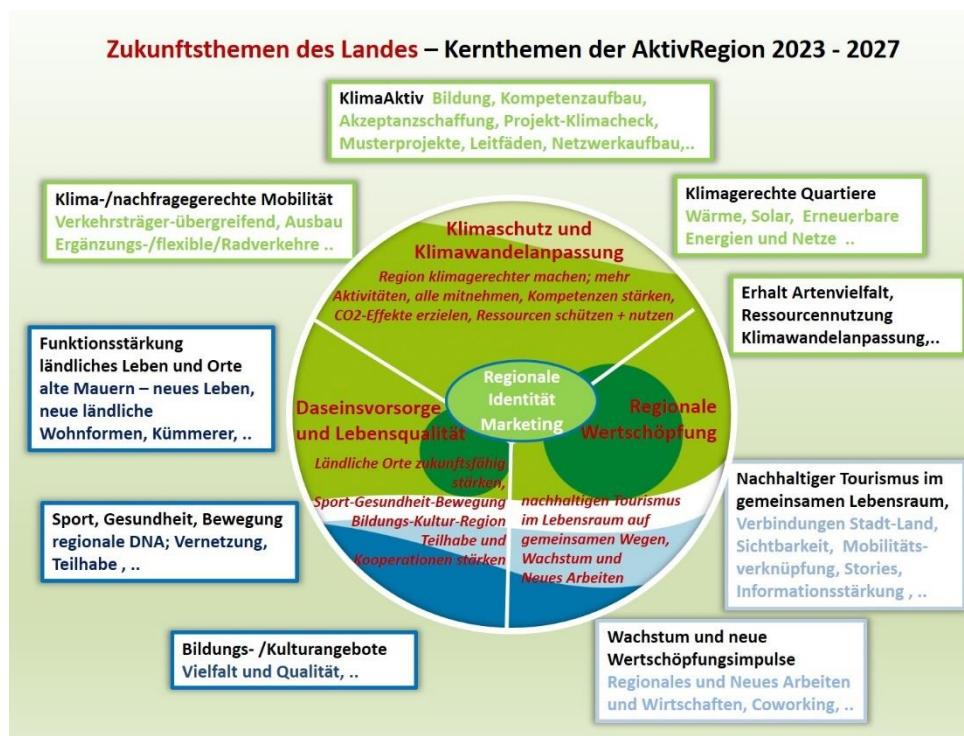 Zukunftsthemen des Landes – Kernthemen der AktivRegion 2023 - 2027
KlimaAktiv Bildung, Kompetenzaufbau,
Akzeptanzschaffung, Projekt-Klimacheck,
Musterprojekte, Leitfäden, Netzwerkaufbau,..
Klima-/nachfragegerechte Mobilität
Verkehrsträger-übergreifend, Ausbau
Ergänzungs-/flexible/Radverkehre ..
Klimagerechte Quartiere
Wärme, Solar, Erneuerbare
Energien und Netze ..
Klimaschutz und
Klimawandelanpassung
Region klimagerechter machen; mehr
Aktivitäten, alle mitnehmen, Kompetenzen stärken,
CO2-Effekte erzielen, Ressourcen schützen + nutzen
Erhalt Artenvielfalt,
Ressourcennutzung
Klimawandelanpassung,..
Funktionsstärkung
ländliches Leben und Orte
alte Mauern – neues Leben,
neue ländliche
Wohnformen, Kümmerer, ..
Regionale
Identität
Marketing
Daseinsvorsorge
und Lebensqualität
Ländliche Orte zukunftsfähig
stärken,
Sport-Gesundheit-Bewegung
Bildungs-Kultur-Region
Teilhabe und
Kooperationen stärken
Regionale
Wertschöpfung
nachhaltigen Tourismus
im Lebensraum auf
gemeinsamen Wegen,
Wachstum und
Neues Arbeiten
Nachhaltiger Tourismus im
gemeinsamen Lebensraum,
Verbindungen Stadt-Land,
Sichtbarkeit, Mobilitäts-
verknüpfung, Stories,
Informationsstärkung , ..
Sport, Gesundheit, Bewegung
regionale DNA; Vernetzung,
Teilhabe , ..
Bildungs- /Kulturangebote
Vielfalt und Qualität, ..
Wachstum und neue
Wertschöpfungsimpulse
Regionales und Neues Arbeiten
und Wirtschaften, Coworking, ..